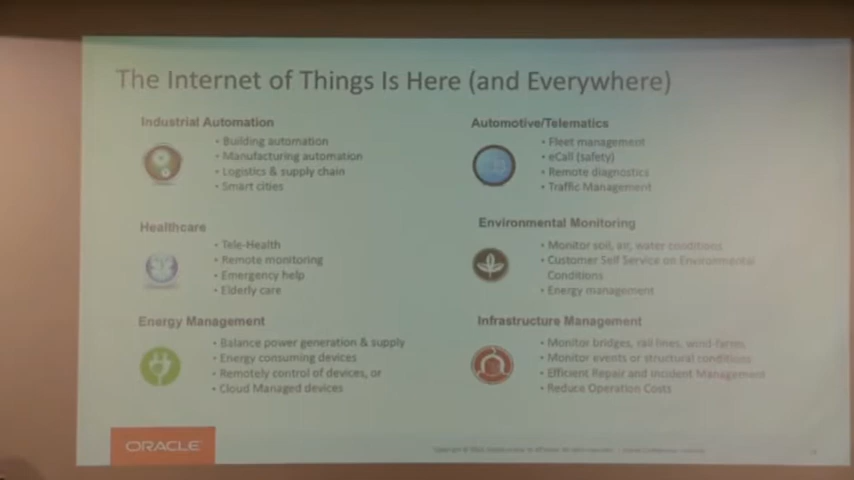 The Internet of Things Is Here (and Everywhere)
Industrial Automation
• Building automation
• Manufacturing automation
• Logistics & supply chain
• Smart cities
Automotive/Telematics
• Fleet management
• eCall (safety)
• Remote diagnostics
• Traffic Management
Healthcare
• Tele-Health
• Remote monitoring
• Emergency help
• Elderly care
Environmental Monitoring
• Monitor soil, air, water conditions
• Customer Self Service on Environmental
Conditions
• Energy management
Energy Management
• Balance power generation & supply
• Energy consuming devices
• Remotely control of devices, or
• Cloud Managed devices
Infrastructure Management
• Monitor bridges, rail lines, wind-farms
• Monitor events or structural conditions
• Efficient Repair and Incident Management
• Reduce Operation Costs
ORACLE